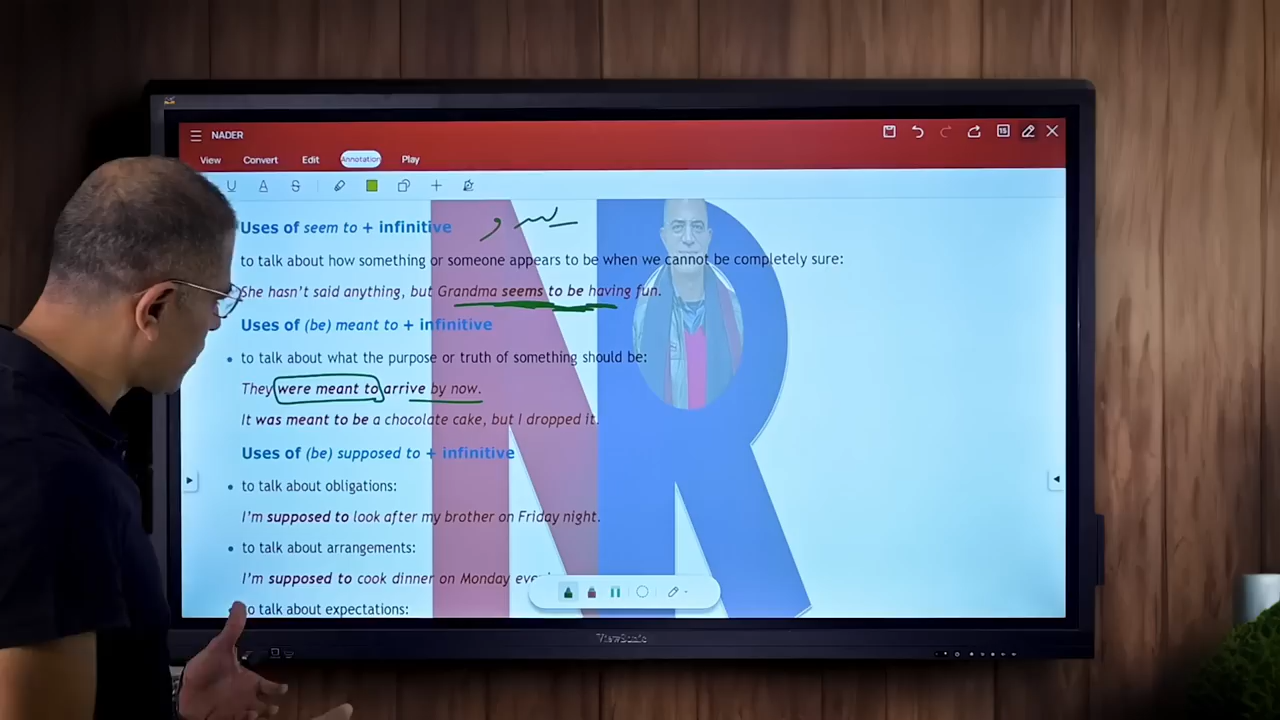 NADER
View Convert Edit Annotation Play
Uses of seem to + infinitive
to talk about how something or someone appears to be when we cannot be completely sure:
She hasn't said anything, but Grandma seems to be having fun.
Uses of (be) meant to + infinitive
• to talk about what the purpose or truth of something should be:
They were meant to arrive by now.
It was meant to be a chocolate cake, but I dropped it.
Uses of (be) supposed to + infinitive
• to talk about obligations:
I'm supposed to look after my brother on Friday night.
• to talk about arrangements:
I'm supposed to cook dinner on Monday
to talk about expectations:
NR
ViewSonic